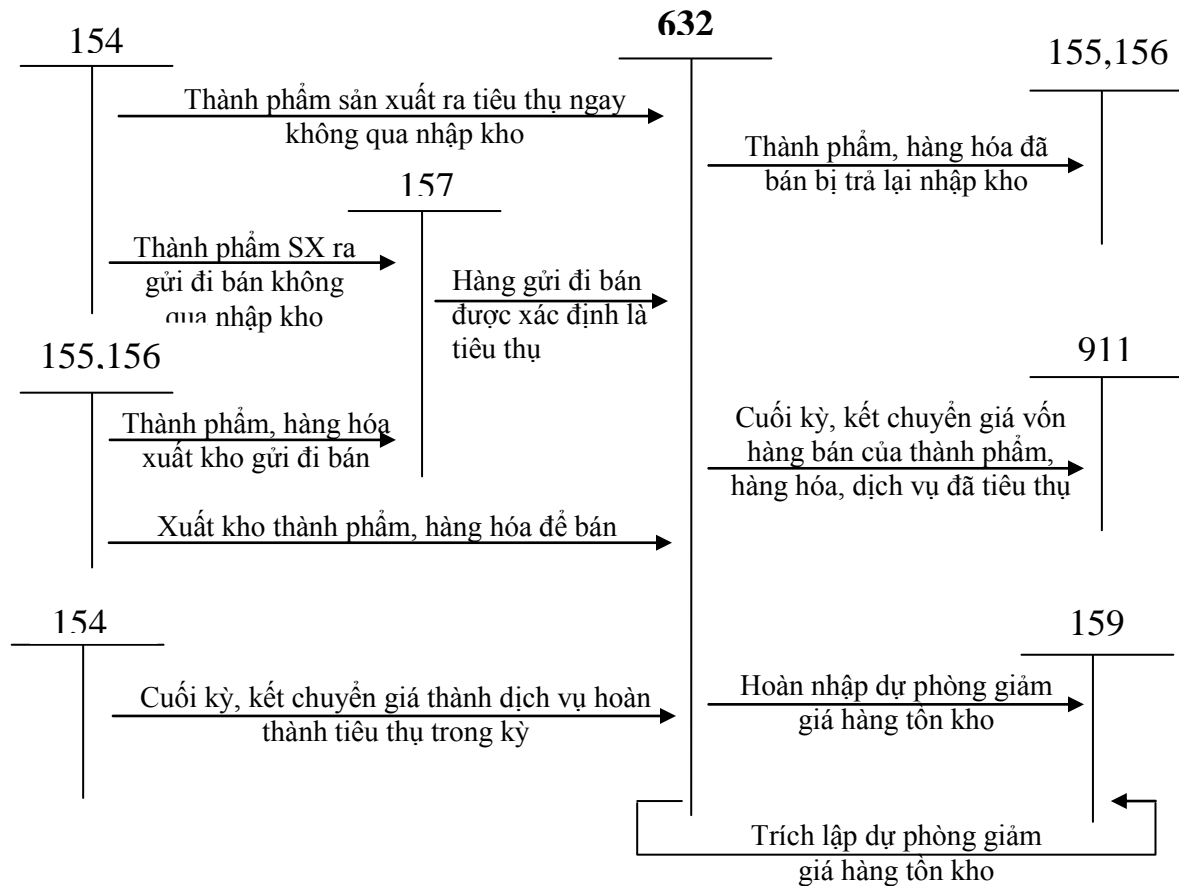 632
154
155,156
Thành phẩm sản xuất ra tiêu thụ ngay
không qua nhập kho
Thành phẩm, hàng hóa đã
bán bị trả lại nhập kho
157
Thành phẩm SX ra
gửi đi bán không
qua nhập kho
Hàng gửi đi bán
được xác định là
tiêu thụ
155,156
911
Thành phẩm, hàng hóa
xuất kho gửi đi bán
Cuối kỳ, kết chuyển giá vốn
hàng bán của thành phẩm,
hàng hóa, dịch vụ đã tiêu thụ
Xuất kho thành phẩm, hàng hóa để bán
154
159
Cuối kỳ, kết chuyển giá thành dịch vụ hoàn
thành tiêu thụ trong kỳ
Hoàn nhập dự phòng giảm
giá hàng tồn kho
Trích lập dự phòng giảm
giá hàng tồn kho